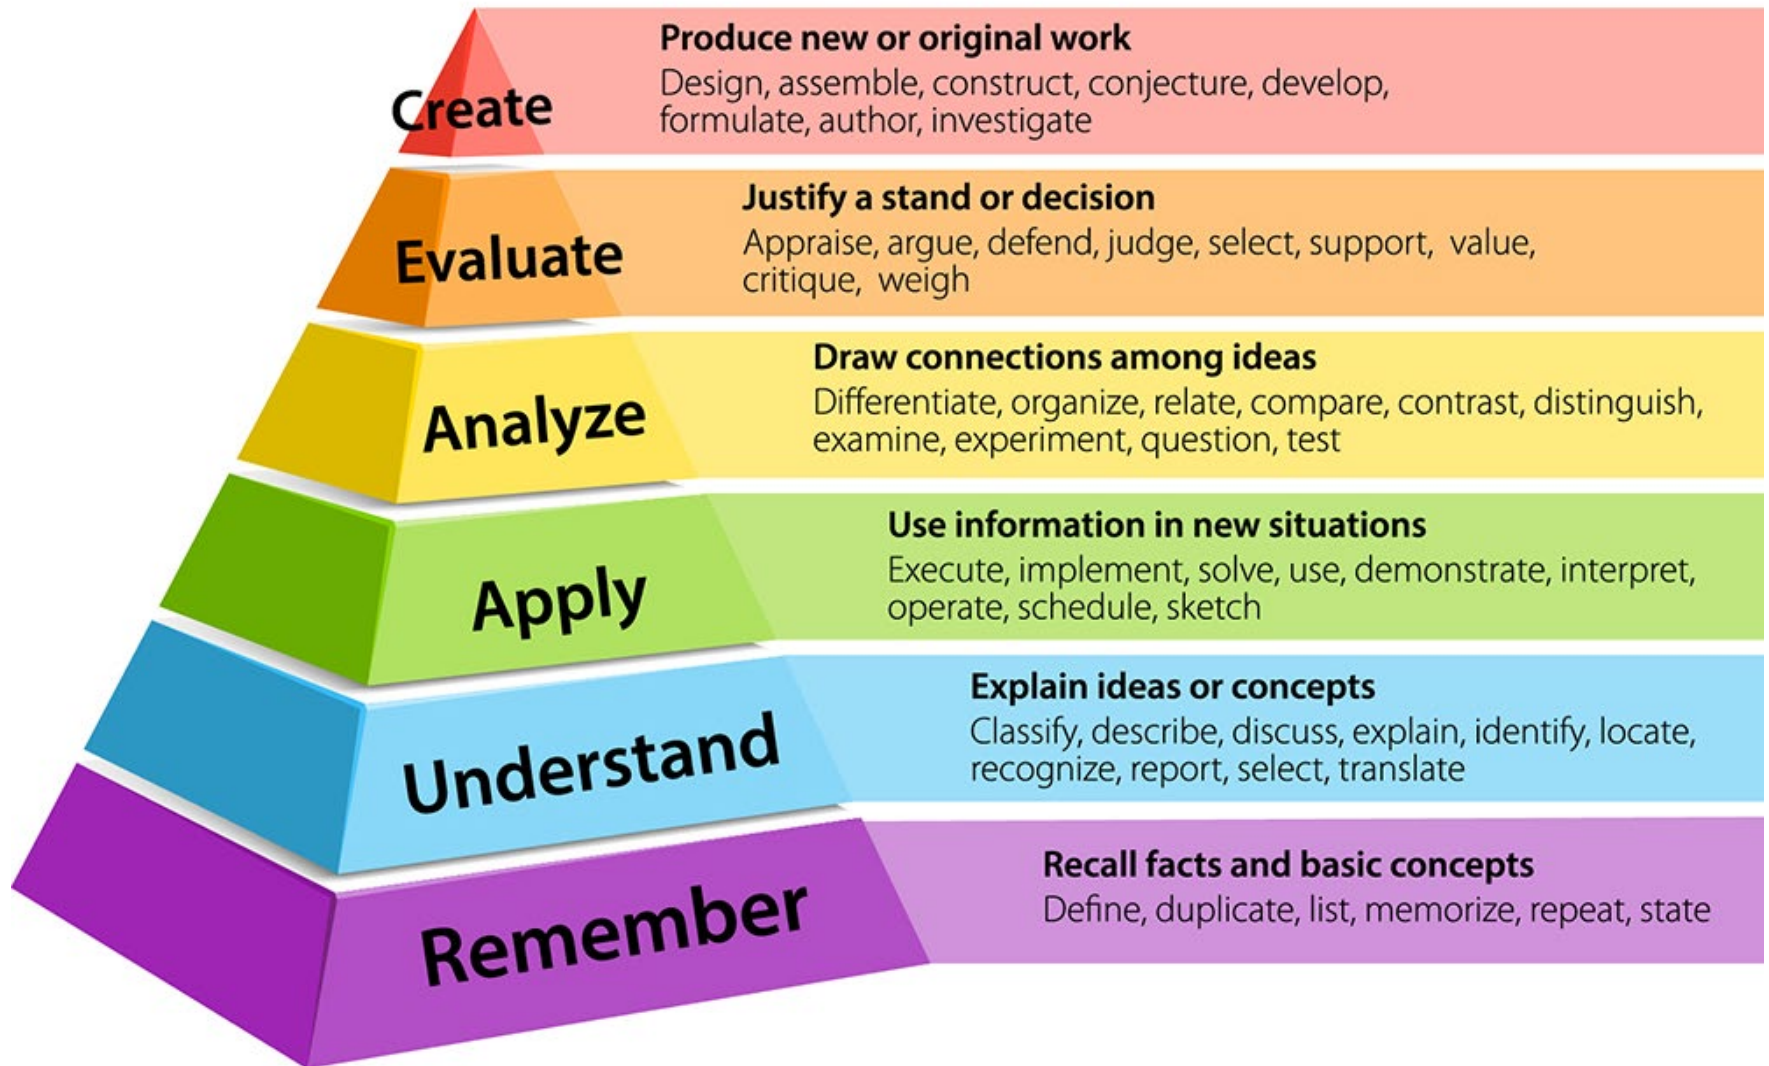 Create
Produce new or original work
Design, assemble, construct, conjecture, develop,
formulate, author, investigate
Evaluate
Justify a stand or decision
Appraise, argue, defend, judge, select, support, value,
critique, weigh
Analyze
Draw connections among ideas
Differentiate, organize, relate, compare, contrast, distinguish,
examine, experiment, question, test
Apply
Use information in new situations
Execute, implement, solve, use, demonstrate, interpret,
operate, schedule, sketch
Understand
Explain ideas or concepts
Classify, describe, discuss, explain, identify, locate,
recognize, report, select, translate
Remember
Recall facts and basic concepts
Define, duplicate, list, memorize, repeat, state